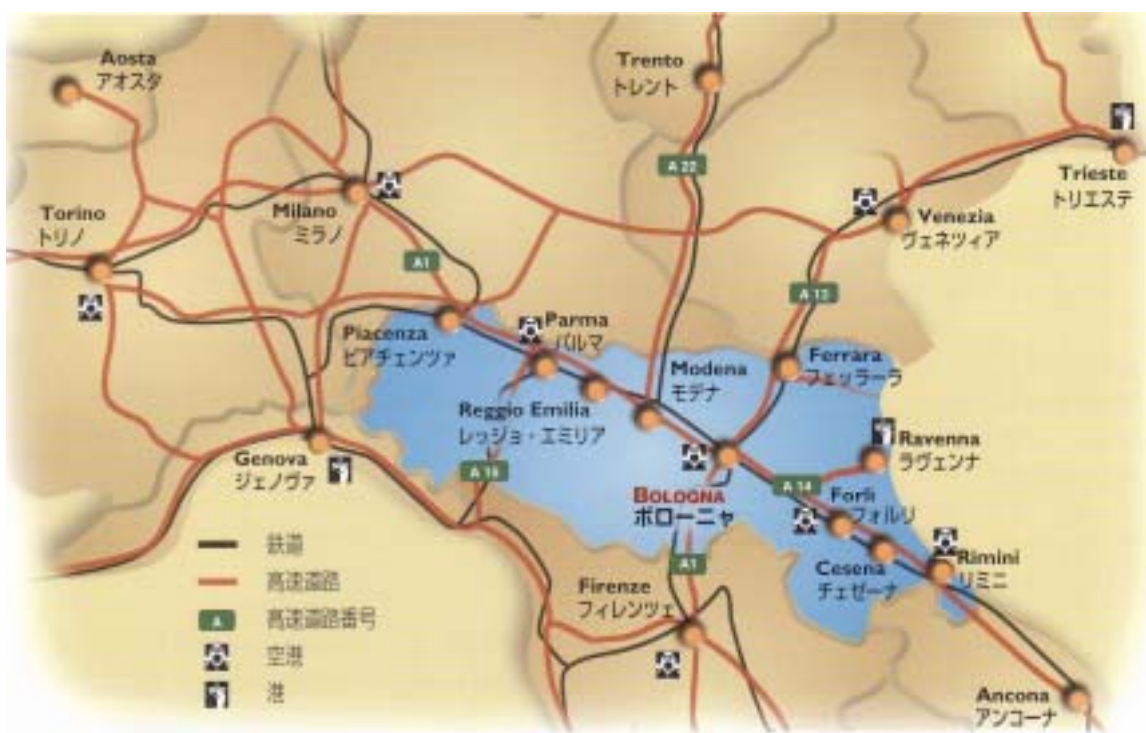 Aosta
アオスタ
Trento
トレント
A 22
Trieste
トリエステ
Torino
トリノ
Milano
ミラノ
Venezia
ヴェネツィア
A1
A 13
Piacenza
ピアチェンツァ
Parma
パルマ
Ferrara
フェッラーラ
Modena
モデナ
Reggio Emilia
レッジョ・エミリア
Genova
ジェノヴァ
A 15
Ravenna
ラヴェンナ
BOLOGNA
ボローニャ
A 14
Forlì
フォルリ
Cesena
チェゼーナ
Rimini
リミニ
A1
Firenze
フィレンツェ
Ancona
アンコーナ
鉄道
高速道路
A
高速道路番号
空港
港